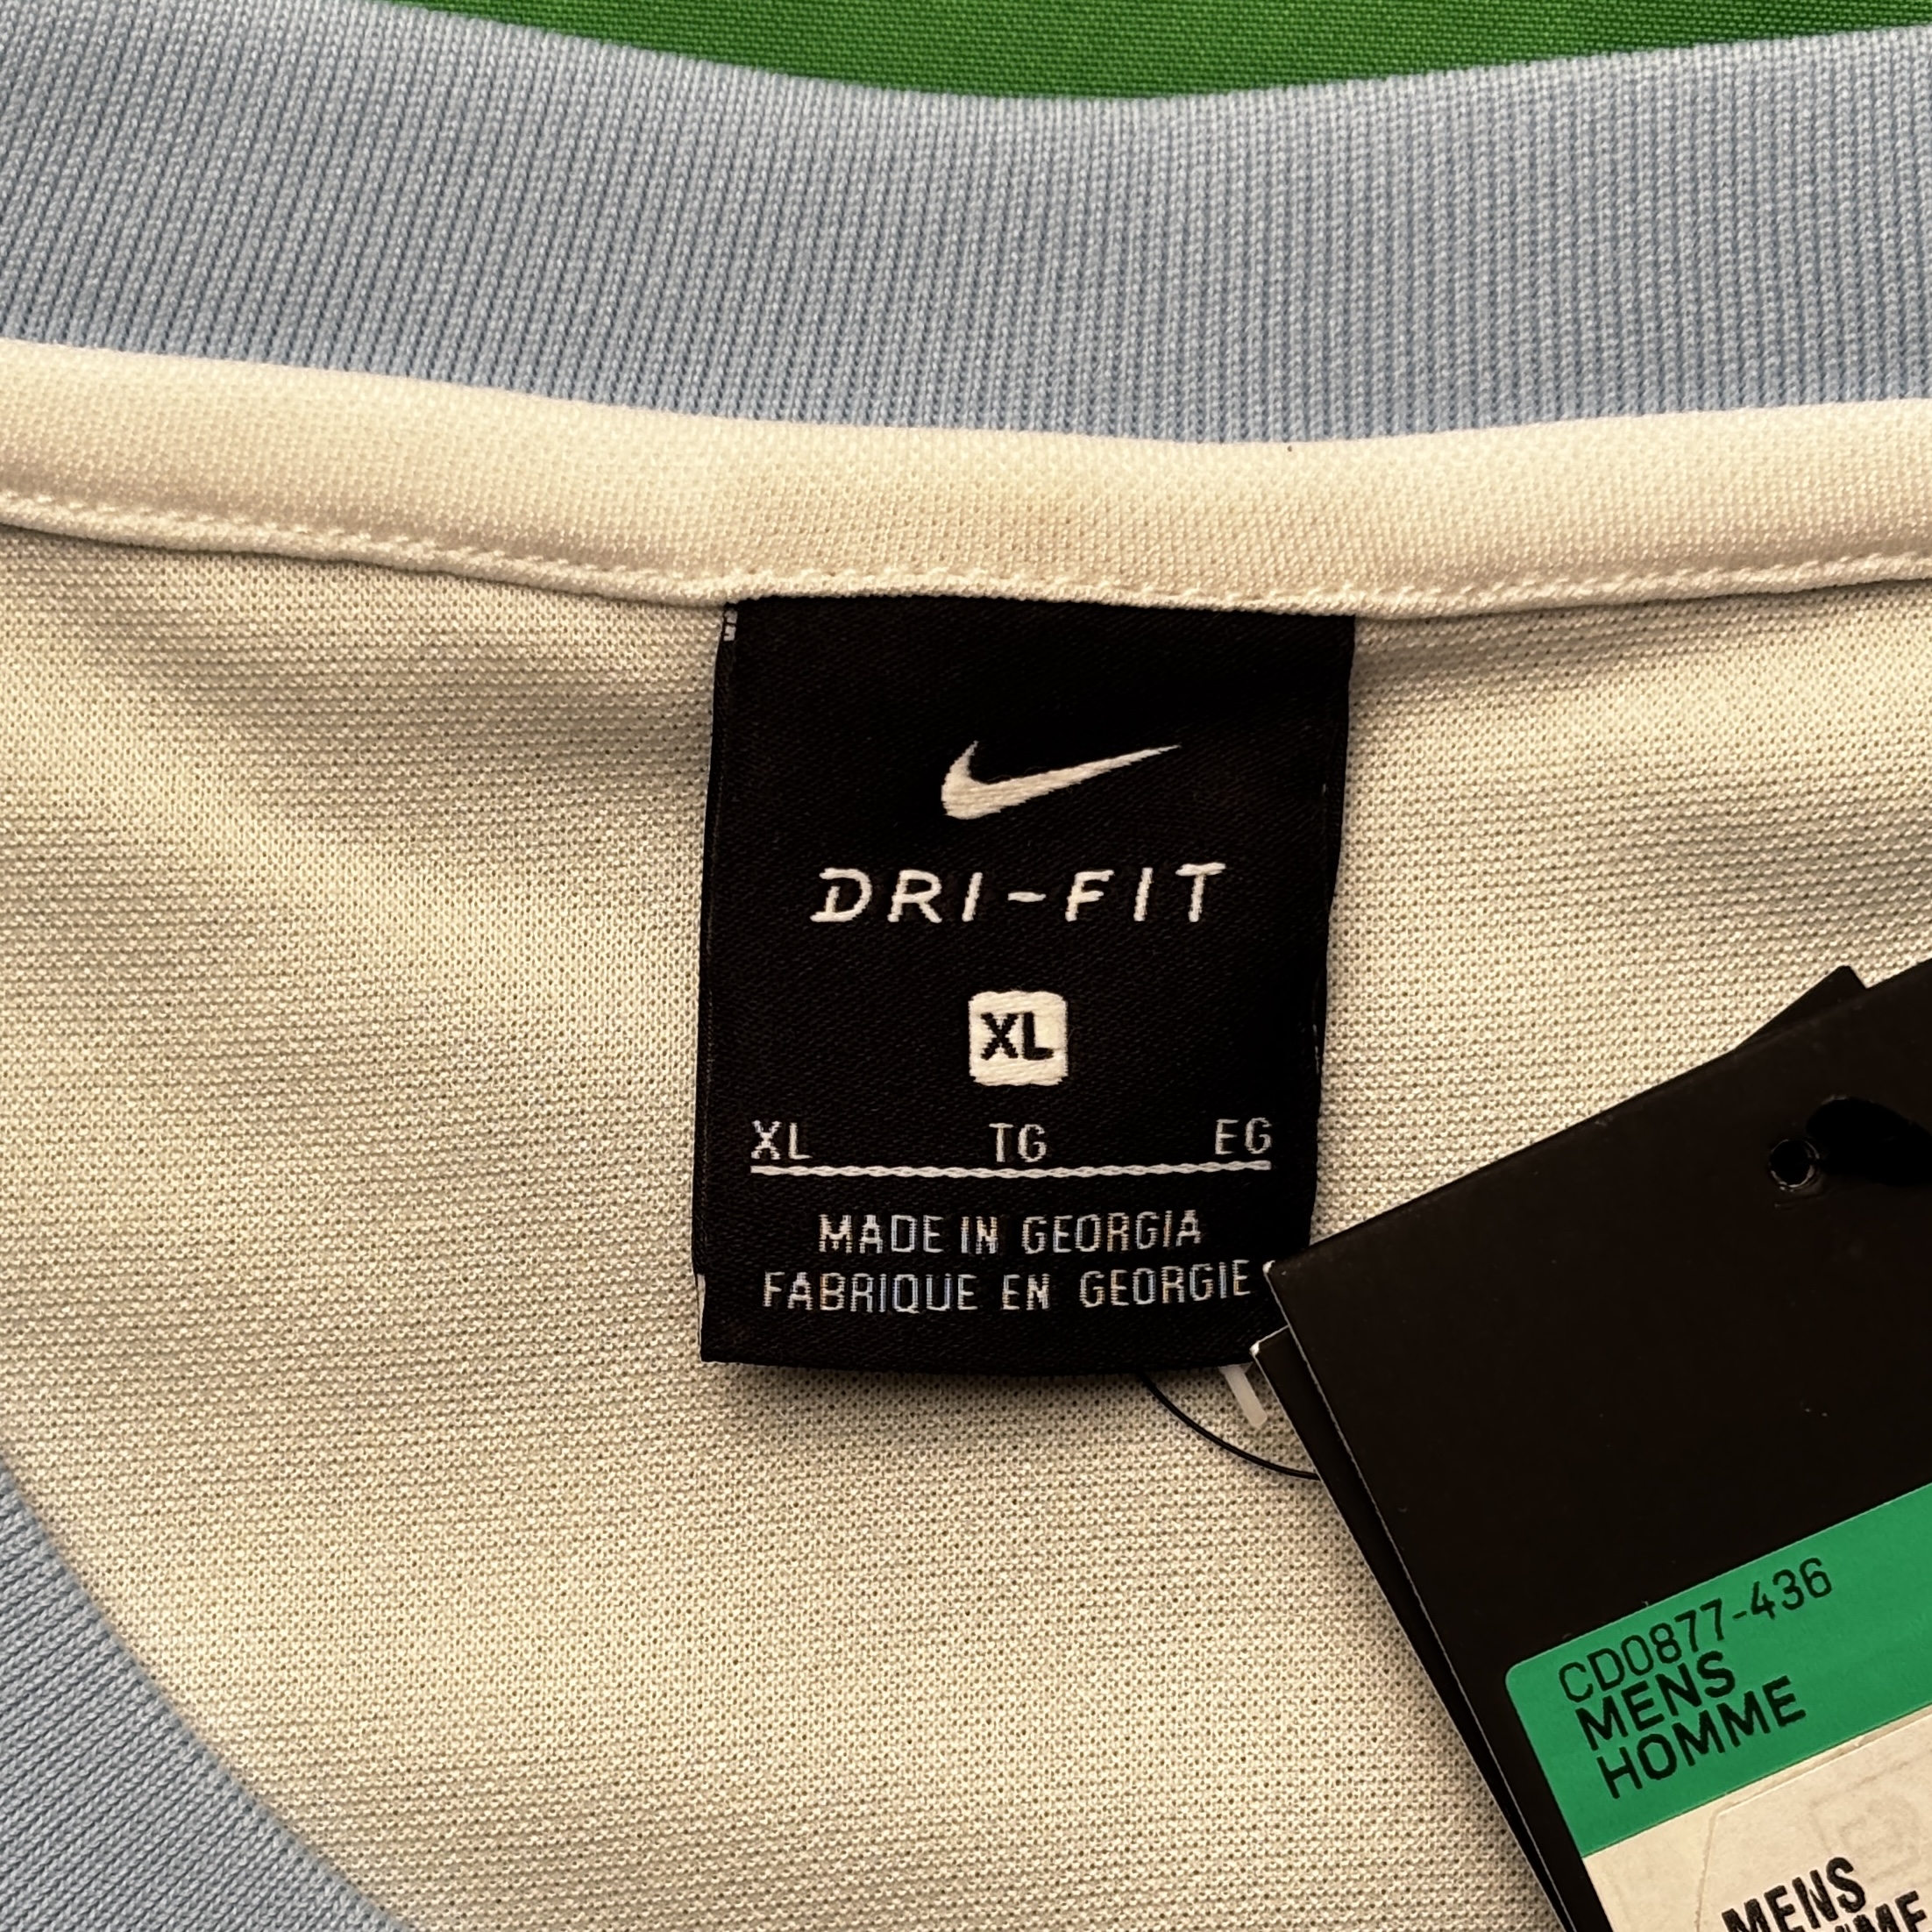 DRI-FIT
XL
XL TG EG
MADE IN GEORGIA
FABRIQUE EN GEORGIE
CD0877-436
MENS
HOMME
MENS